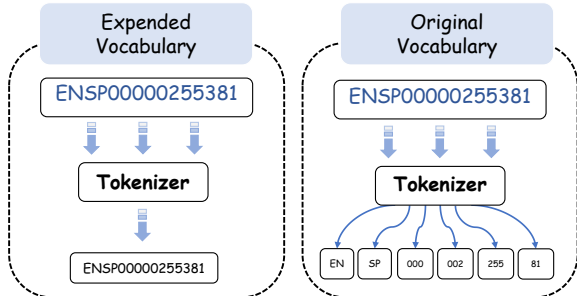 Expended
Vocabulary
ENSP00000255381
Tokenizer
ENSP00000255381
Original
Vocabulary
ENSP00000255381
Tokenizer
EN SP 000 002 255 81